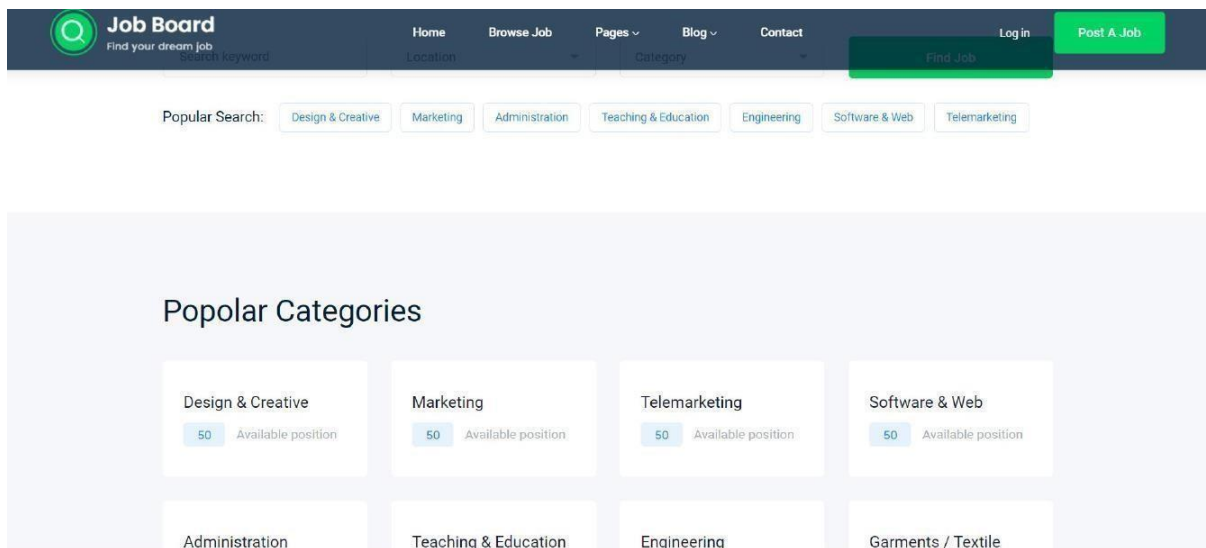 Job Board
Find your dream job
Home Browse Job Pages Blog Contact Log in Post A Job
Search keyword Location Category Find Job
Popular Search: Design & Creative Marketing Administration Teaching & Education Engineering Software & Web Telemarketing
Popolar Categories
Design & Creative Marketing Telemarketing Software & Web
50 Available position 50 Available position 50 Available position 50 Available position
Administration Teaching & Education Engineering Garments / Textile